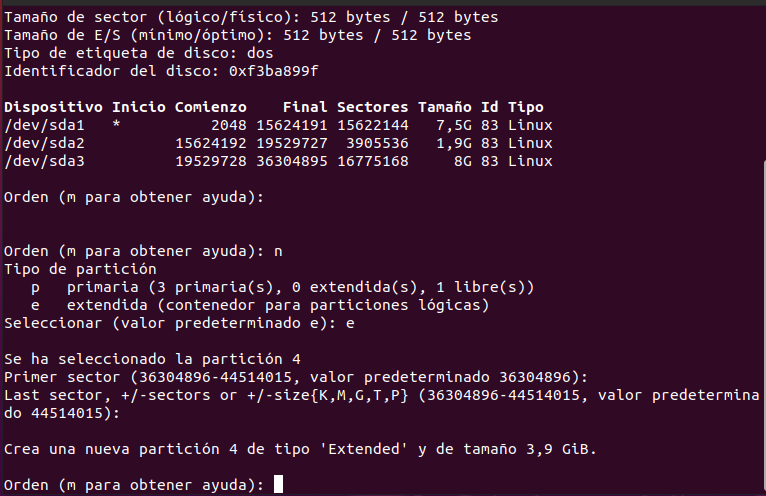 Tamaño de sector (lógico/físico): 512 bytes / 512 bytes
Tamaño de E/S (mínimo/óptimo): 512 bytes / 512 bytes
Tipo de etiqueta de disco: dos
Identificador del disco: 0xf3ba899f
Dispositivo Inicio Comienzo    Final Sectores Tamaño Id Tipo
/dev/sda1   *          2048 15624191 15622144   7,5G 83 Linux
/dev/sda2          15624192 19529727  3905536   1,9G 83 Linux
/dev/sda3          19529728 36304895 16775168     8G 83 Linux
Orden (m para obtener ayuda):
Orden (m para obtener ayuda): n
Tipo de partición
   p   primaria (3 primaria(s), 0 extendida(s), 1 libre(s))
   e   extendida (contenedor para particiones lógicas)
Seleccionar (valor predeterminado e): e
Se ha seleccionado la partición 4
Primer sector (36304896-44514015, valor predeterminado 36304896):
Last sector, +/-sectors or +/-size{K,M,G,T,P} (36304896-44514015, valor predetermina
do 44514015):
Crea una nueva partición 4 de tipo 'Extended' y de tamaño 3,9 GiB.
Orden (m para obtener ayuda):